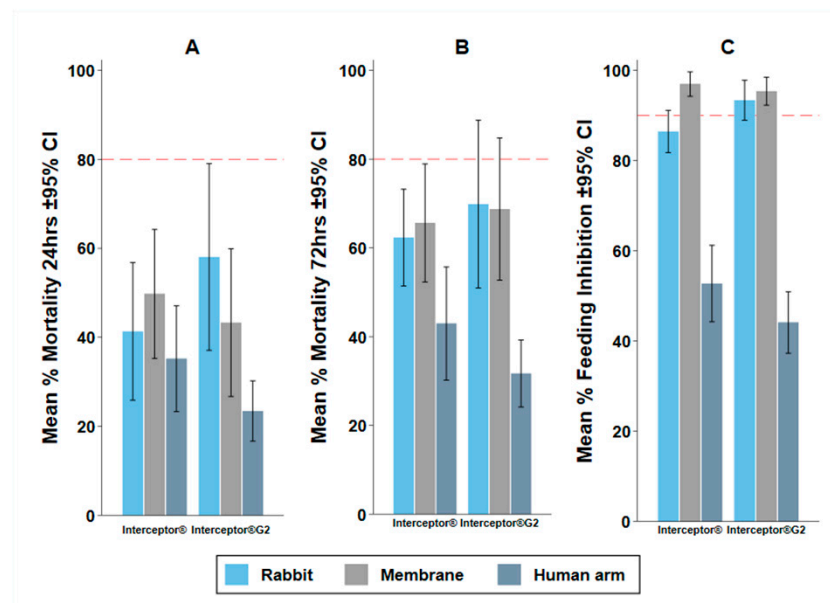 A
B
C
Mean % Mortality 24hrs ±95% CI
100
80
60
40
20
0
Interceptor® Interceptor®G2
Mean % Mortality 72hrs ±95% CI
100
80
60
40
20
0
Interceptor® Interceptor®G2
Mean % Feeding Inhibition ±95% CI
100
80
60
40
20
0
Interceptor® Interceptor®G2
Rabbit Membrane Human arm